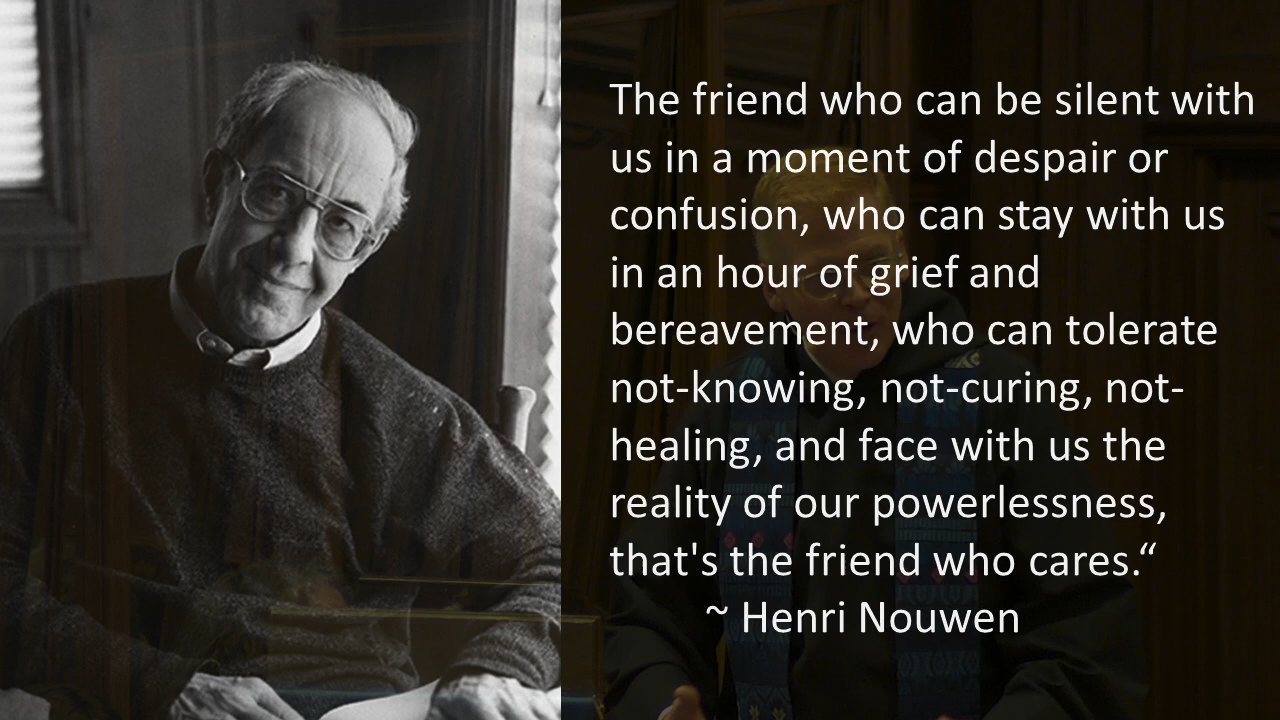 The friend who can be silent with
us in a moment of despair or
confusion, who can stay with us
in an hour of grief and
bereavement, who can tolerate
not-knowing, not-curing, not-
healing, and face with us the
reality of our powerlessness,
that's the friend who cares.“
~ Henri Nouwen